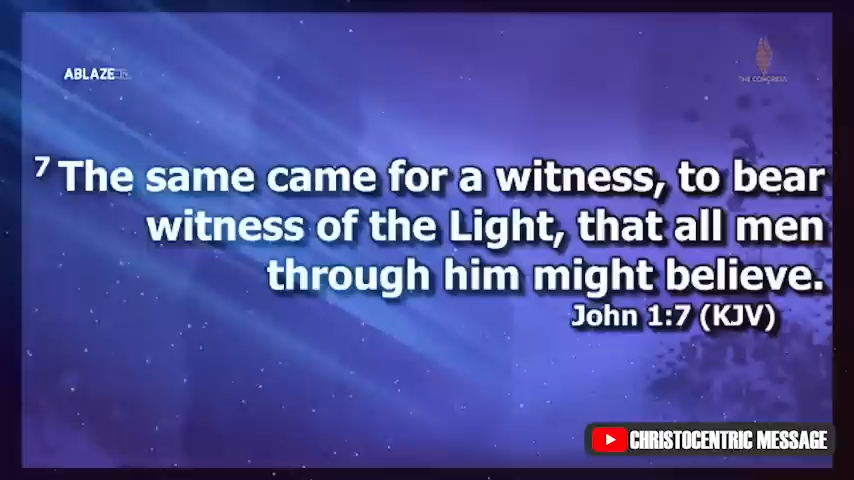 ABLAZE
THE CONGRESS
7 The same came for a witness, to bear
witness of the Light, that all men
through him might believe.
John 1:7 (KJV)
CHRISTOCENTRIC MESSAGE